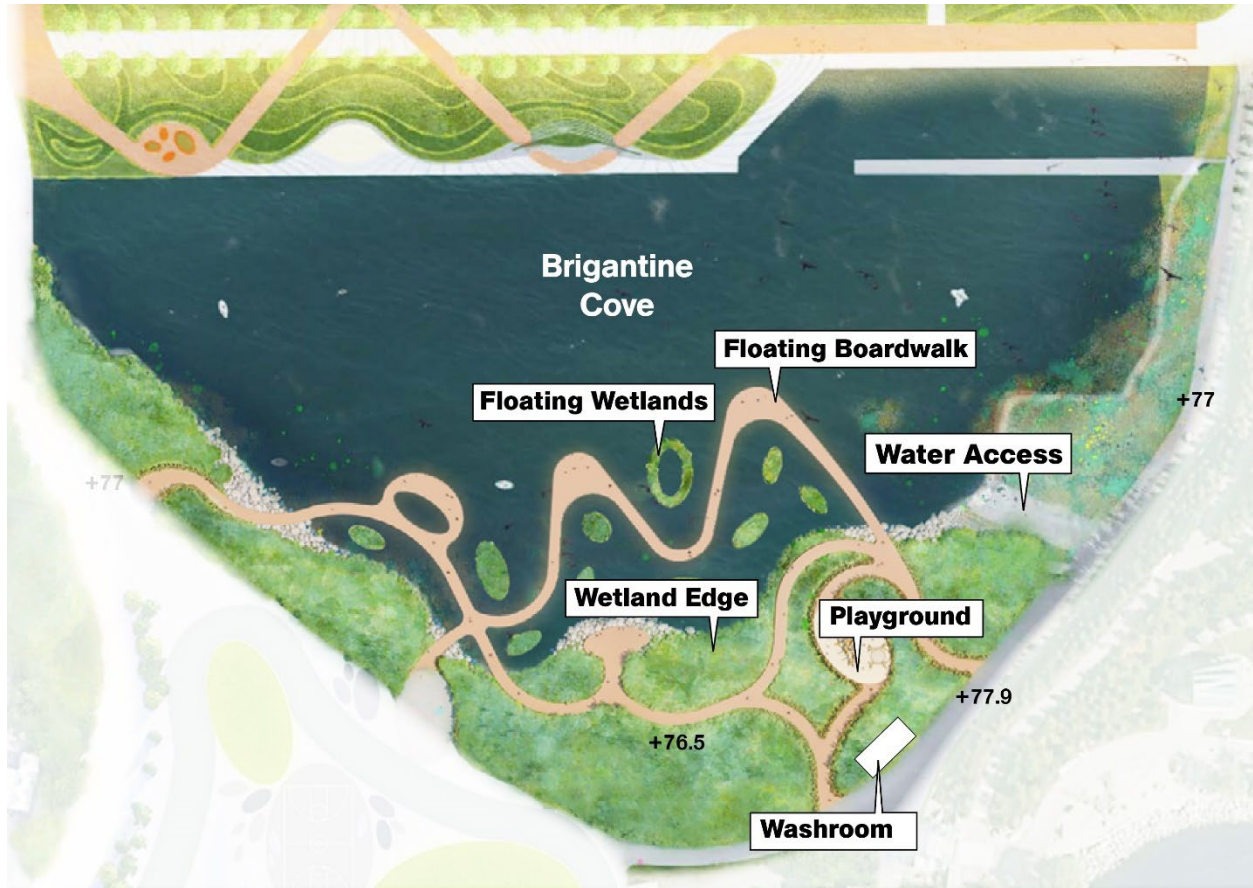 Brigantine
Cove
Floating Boardwalk
Floating Wetlands
+77
Water Access
+77
Wetland Edge
Playground
+77.9
+76.5
Washroom